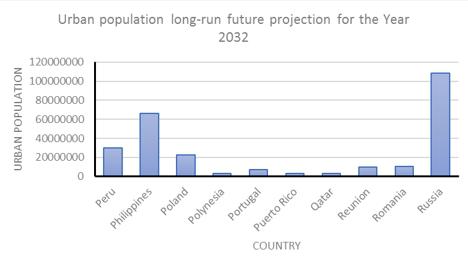 Urban population long-run future projection for the Year
2032
120000000
100000000
80000000
60000000
40000000
20000000
0
URBAN POPULATION
Peru
Philippines
Poland
Polynesia
Portugal
Puerto Rico
Qatar
Reunion
Romania
Russia
COUNTRY